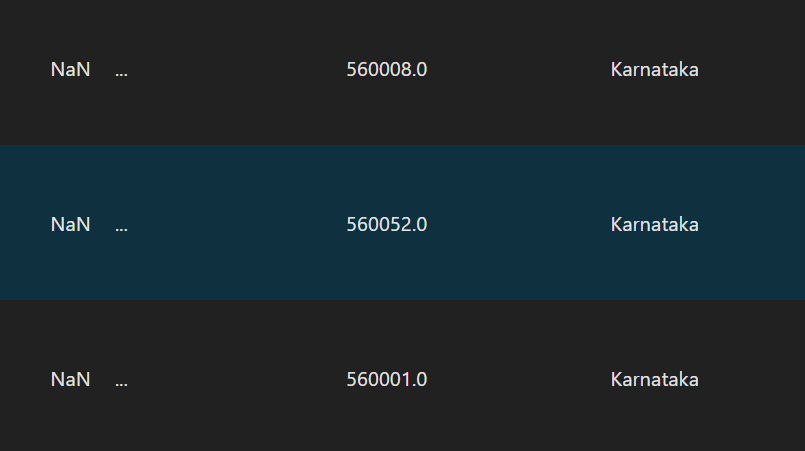 NaN ... 560008.0 Karnataka
NaN ... 560052.0 Karnataka
NaN ... 560001.0 Karnataka